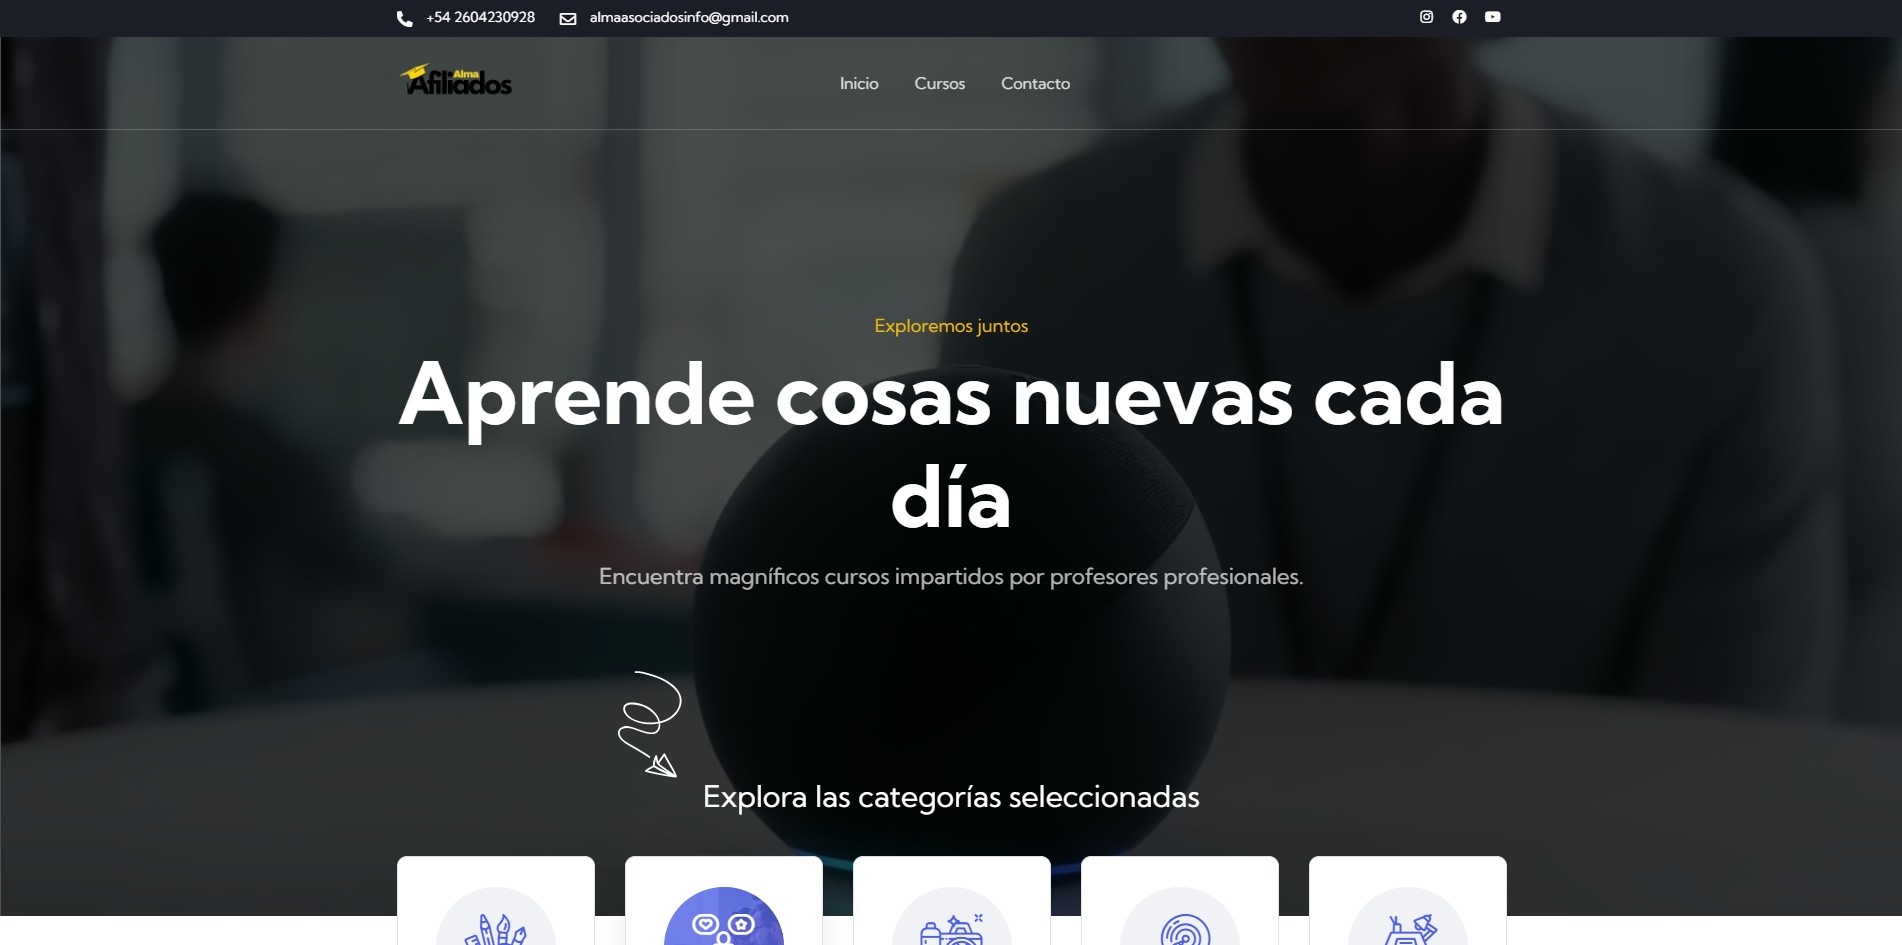 +54 2604230928 almaasociadosinfo@gmail.com
Alma
Afiliados
Inicio Cursos Contacto
Exploremos juntos
Aprende cosas nuevas cada
día
Encuentra magníficos cursos impartidos por profesores profesionales.
Explora las categorías seleccionadas